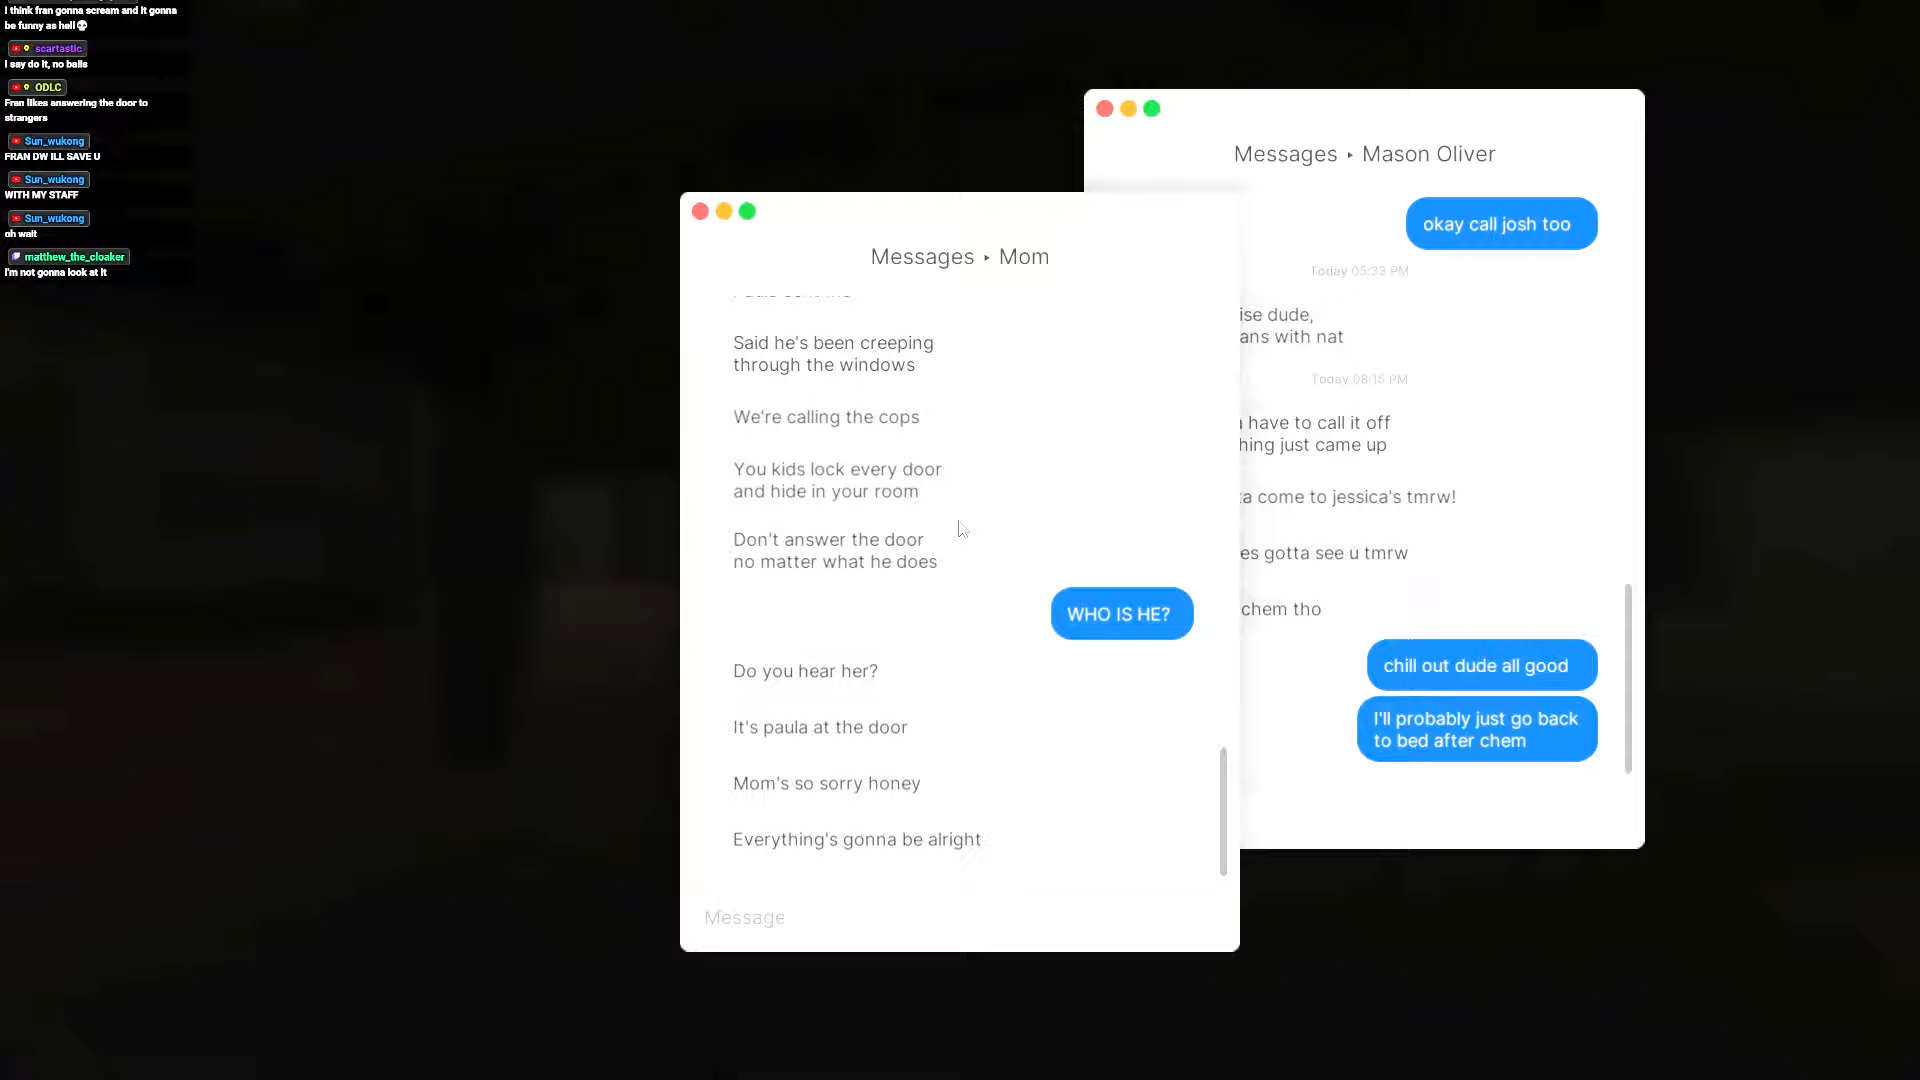 I think fran gonna scream and it gonna
be funny as hell💀
scartastic
I say do it, no balls
ODLC
Fran likes answering the door to
strangers
Sun_wukong
FRAN DW ILL SAVE U
Sun_wukong
WITH MY STAFF
Sun_wukong
oh wait
matthew_the_cloaker
I'm not gonna look at it
Messages ‣ Mom
Said he's been creeping
through the windows
We're calling the cops
You kids lock every door
and hide in your room
Don't answer the door
no matter what he does
WHO IS HE?
Do you hear her?
It's paula at the door
Mom's so sorry honey
Everything's gonna be alright
Message
Messages ‣ Mason Oliver
okay call josh too
Today 05:33 PM
ise dude,
ans with nat
Today 08:15 PM
have to call it off
hing just came up
ta come to jessica's tmrw!
es gotta see u tmrw
chem tho
chill out dude all good
I'll probably just go back
to bed after chem